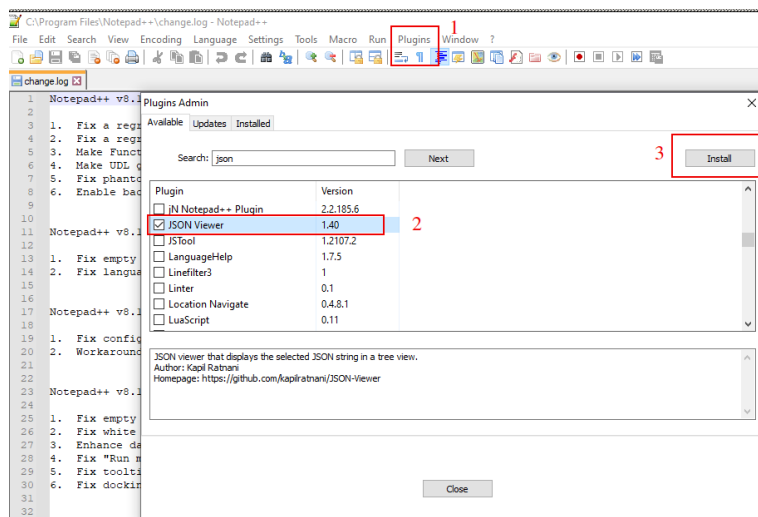 C:\Program Files\Notepad++\change.log - Notepad++
1
File Edit Search View Encoding Language Settings Tools Macro Run Plugins Window ?
change.log
1 Notepad++ v8.1
2
3 1. Fix a regr
4 2. Fix a regr
5 3. Make Funct
6 4. Make UDL
7 5. Fix phanto
8 6. Enable bac
9
10
11 Notepad++ v8.1
12
13 1. Fix empty
14 2. Fix langua
15
16
17 Notepad++ v8.1
18
19 1. Fix config
20 2. Workaround
21
22
23 Notepad++ v8.1
24
25 1. Fix empty
26 2. Fix white
27 3. Enhance da
28 4. Fix "Run m
29 5. Fix toolti
30 6. Fix dockin
31
32
Plugins Admin
Available Updates Installed
Search: json Next 3 Install
Plugin Version
jN Notepad++ Plugin 2.2.185.6
JSON Viewer 1.40 2
JSTool 1.2107.2
LanguageHelp 1.7.5
Linefilter3 1
Linter 0.1
Location Navigate 0.4.8.1
LuaScript 0.11
JSON viewer that displays the selected JSON string in a tree view.
Author: Kapil Ratnani
Homepage: https://github.com/kapilratnani/JSON-Viewer
Close